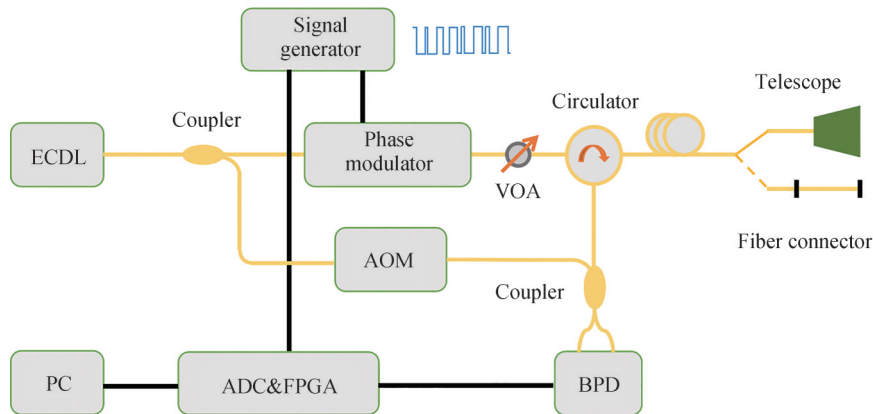 Signal
generator
Telescope
Circulator
Coupler
ECDL
Phase
modulator
VOA
Fiber connector
AOM
Coupler
PC
ADC&FPGA
BPD